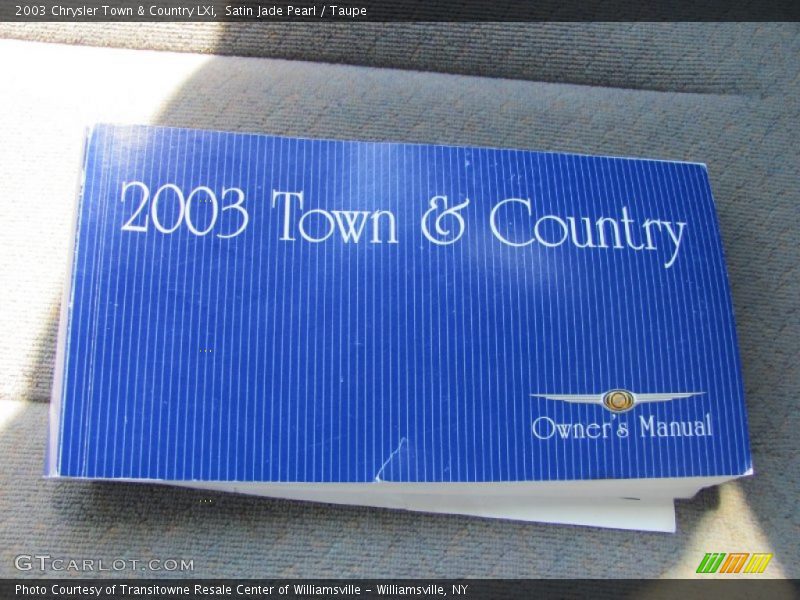 2003 Chrysler Town & Country LXi, Satin Jade Pearl / Taupe
2003 Town & Country
Owner's Manual
GTCARLOT.COM
Photo Courtesy of Transitowne Resale Center of Williamsville - Williamsville, NY